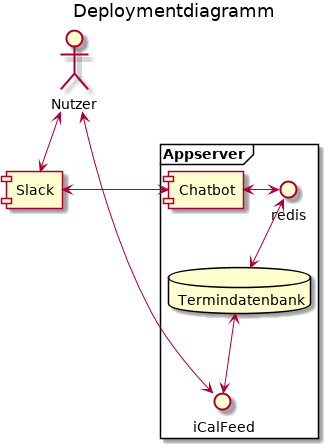 Deploymentdiagramm
Nutzer
Appserver
Slack
Chatbot
redis
Termindatenbank
iCalFeed